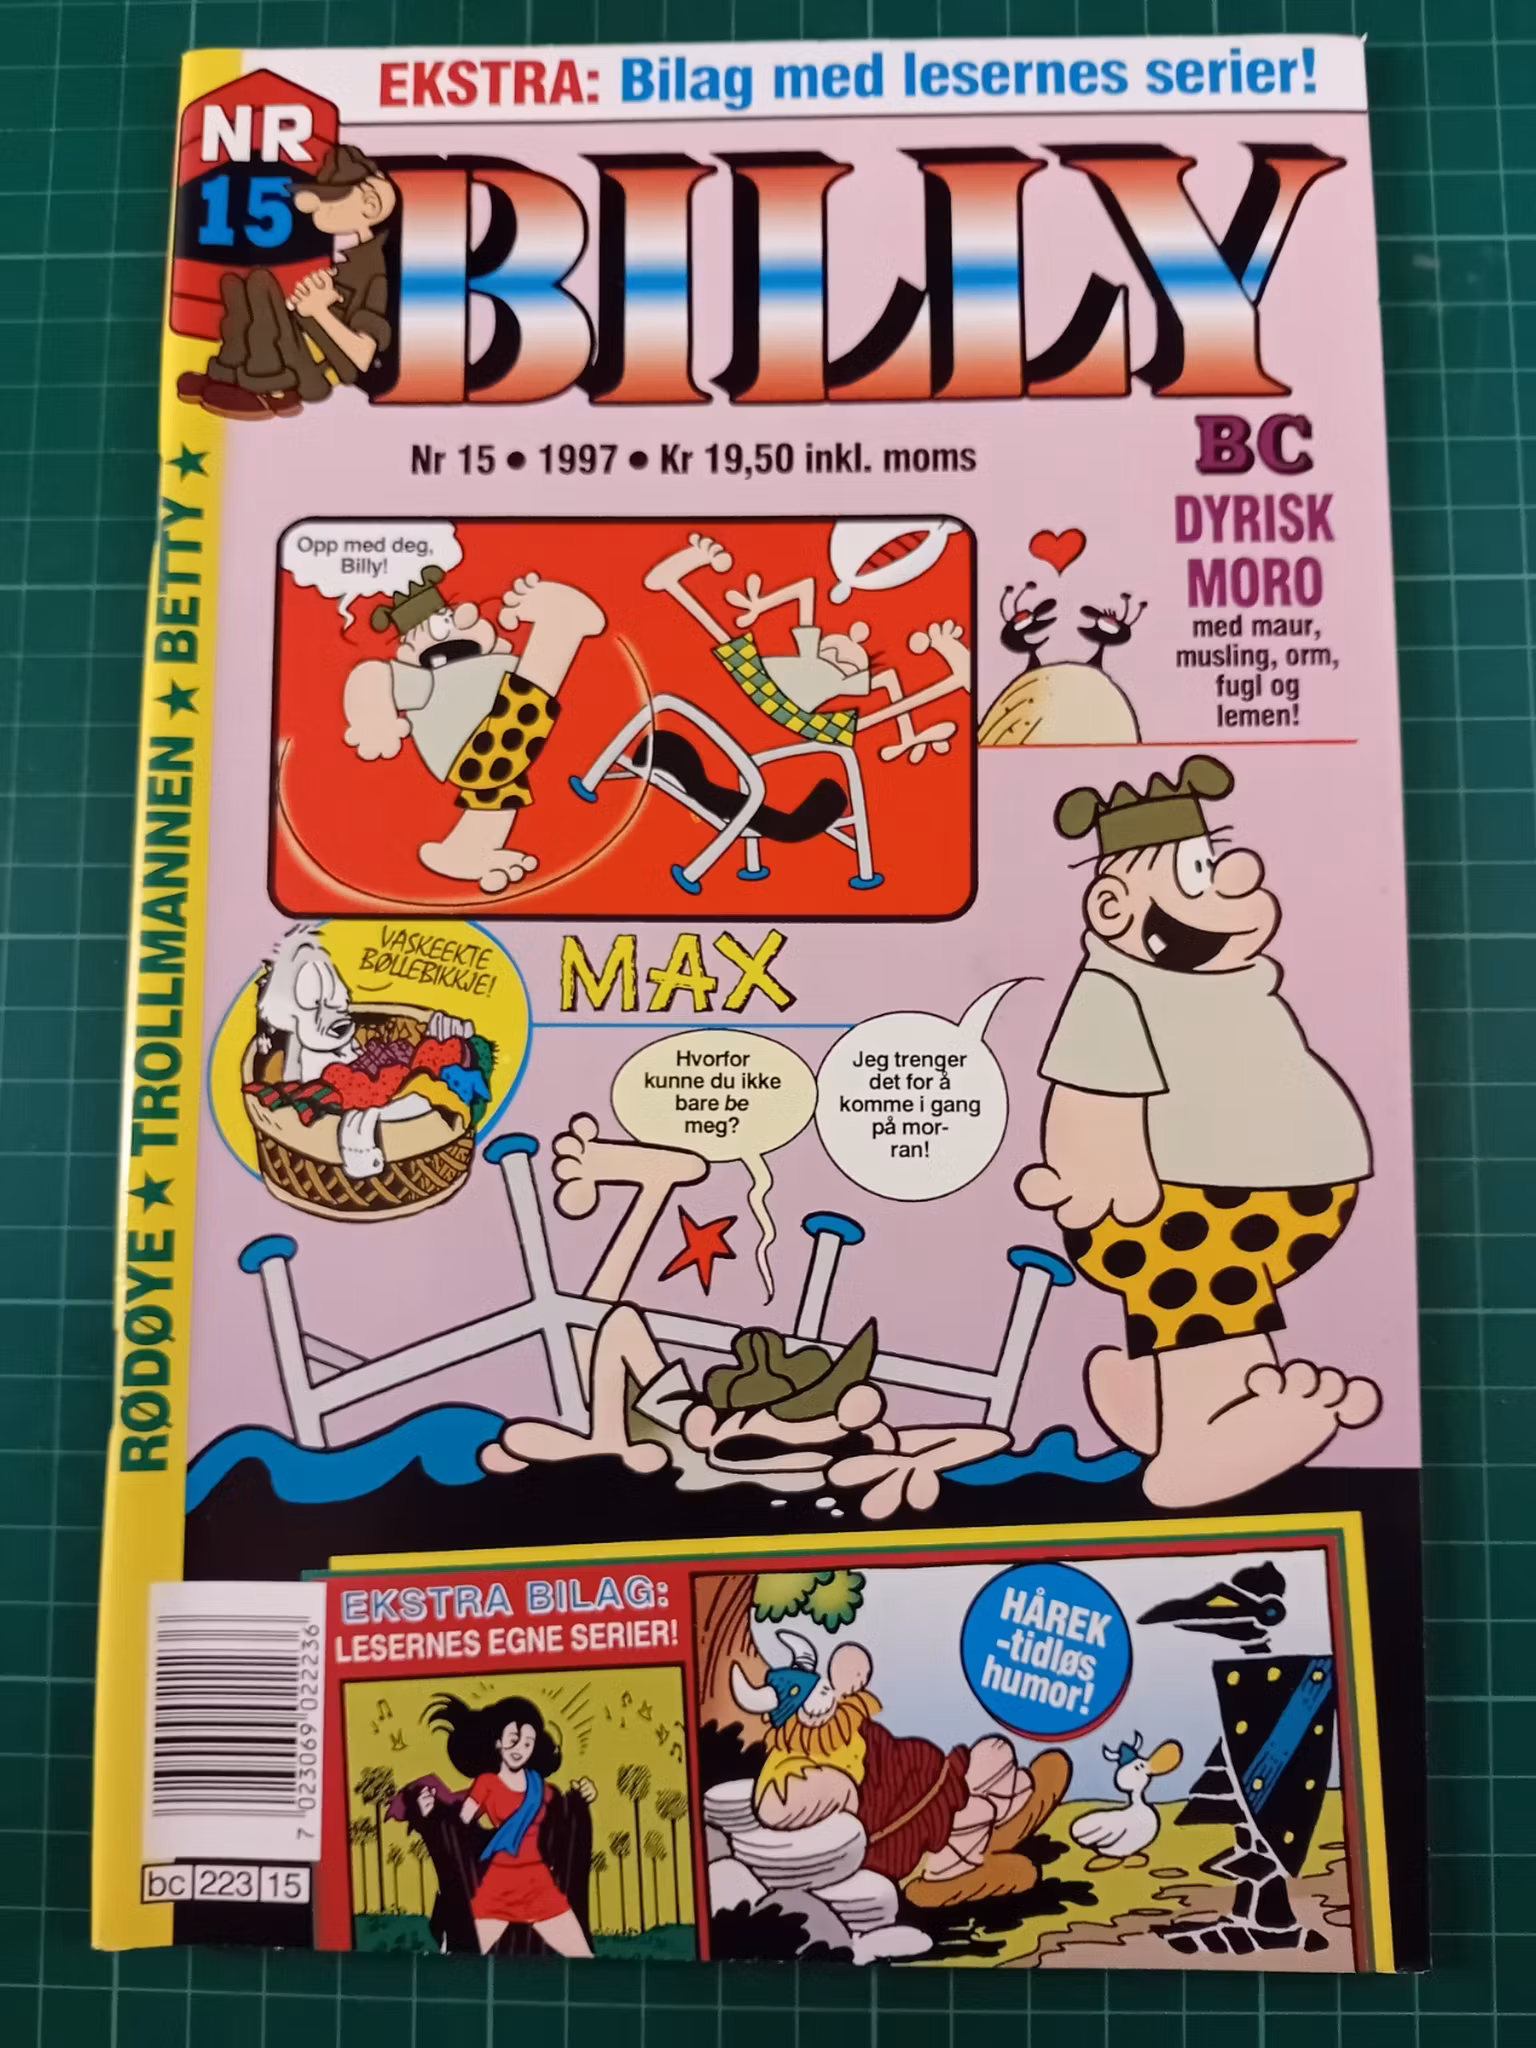 EKSTRA: Bilag med lesernes serier!
NR
15
BILLY
Nr 15 • 1997 • Kr 19,50 inkl. moms
BC
DYRISK
MORO
med maur,
musling, orm,
fugl og
lemen!
Opp med deg,
Billy!
RØDØYE ★ TROLLMANNEN ★ BETTY ★
VASKEEKTE
BØLLEBIKKJE!
MAX
Hvorfor
kunne du ikke
bare be
meg?
Jeg trenger
det for å
komme i gang
på mor-
ran!
EKSTRA BILAG:
LESERNES EGNE SERIER!
HÅREK
-tidløs
humor!
7 023069 022236
bc 223 15